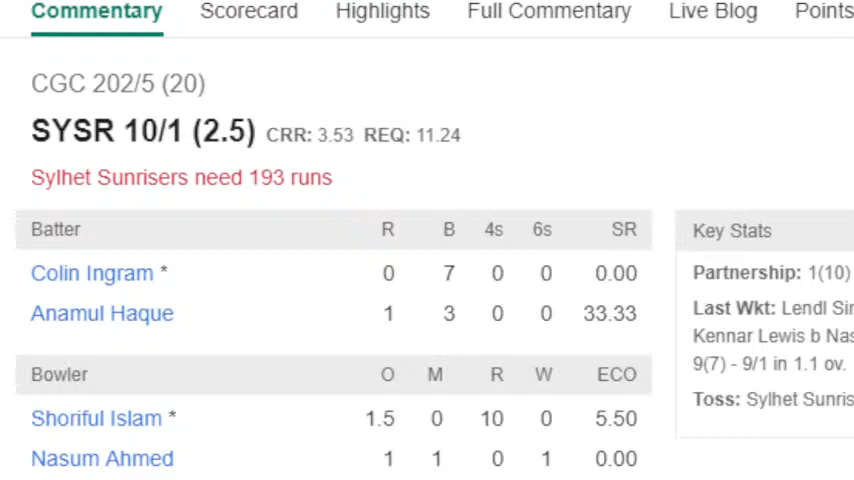 Commentary Scorecard Highlights Full Commentary Live Blog Points
CGC 202/5 (20)
SYSR 10/1 (2.5) CRR: 3.53 REQ: 11.24
Sylhet Sunrisers need 193 runs
Batter R B 4s 6s SR
Colin Ingram * 0 7 0 0 0.00
Anamul Haque 1 3 0 0 33.33
Bowler O M R W ECO
Shoriful Islam * 1.5 0 10 0 5.50
Nasum Ahmed 1 1 0 1 0.00
Key Stats
Partnership: 1(10)
Last Wkt: Lendl Sir
Kennar Lewis b Nas
9(7) - 9/1 in 1.1 ov.
Toss: Sylhet Sunris